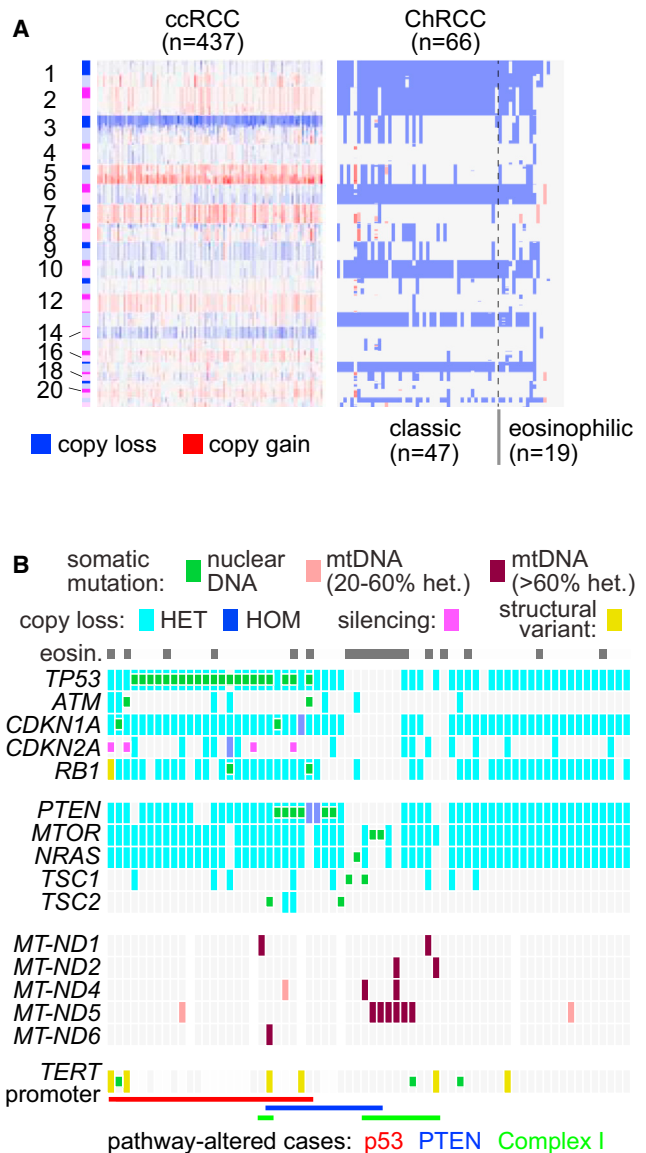 A
ccRCC
(n=437)
ChRCC
(n=66)
1
2
3
4
5
6
7
8
9
10
12
14
16
18
20
copy loss
copy gain
classic
(n=47)
eosinophilic
(n=19)
B
somatic
mutation:
nuclear
DNA
mtDNA
(20-60% het.)
mtDNA
(>60% het.)
copy loss:
HET
HOM
silencing:
structural
variant:
eosin.
TP53
ATM
CDKN1A
CDKN2A
RB1
PTEN
MTOR
NRAS
TSC1
TSC2
MT-ND1
MT-ND2
MT-ND4
MT-ND5
MT-ND6
TERT
promoter
pathway-altered cases: p53 PTEN Complex I